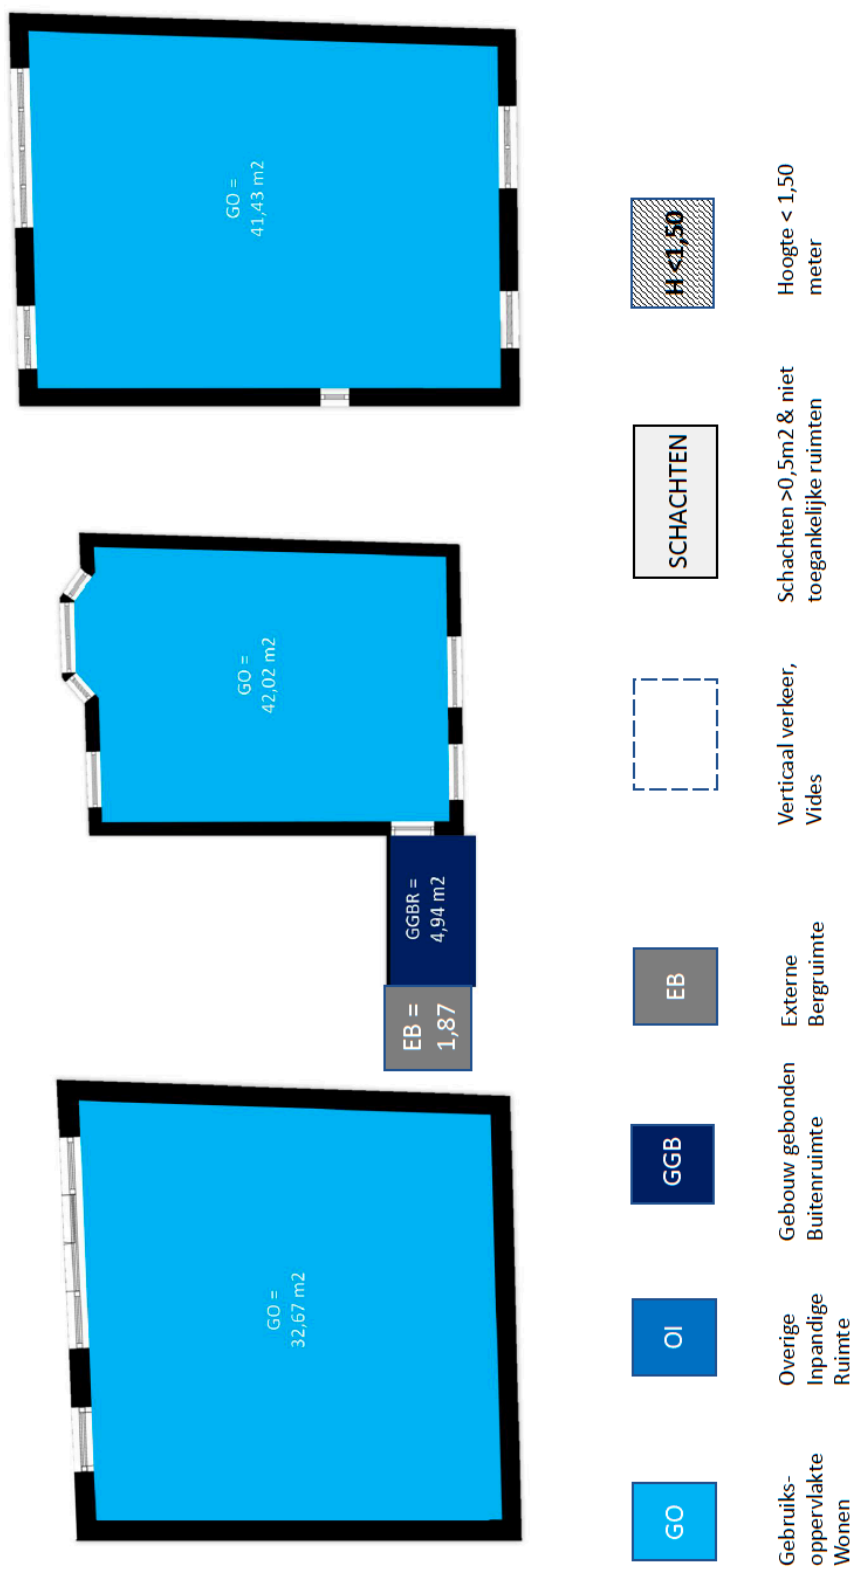 GO =
32,67 m2
EB =
1,87
GGBR =
4,94 m2
GO =
42,02 m2
GO =
41,43 m2
GO
Gebruiks-
oppervlakte
Wonen
OI
Overige
Inpandige
Ruimte
GGB
Gebouw gebonden
Buitenruimte
EB
Externe
Bergruimte
Verticaal verkeer,
Vides
SCHACHTEN
Schachten >0,5m2 & niet
toegankelijke ruimten
H <1,50
Hoogte < 1,50
meter